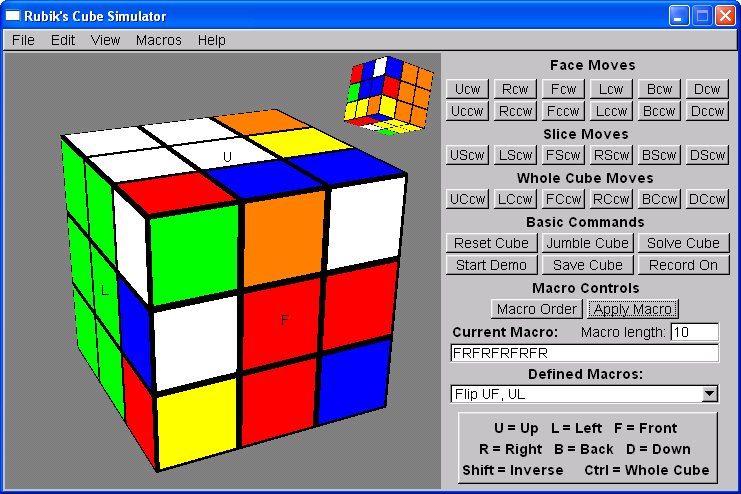 Rubik's Cube Simulator
File Edit View Macros Help
Face Moves
Ucw Rcw Fcw Lcw Bcw Dcw
Uccw Rccw Fccw Lccw Bccw Dccw
Slice Moves
UScw LScw FScw RScw BScw DScw
Whole Cube Moves
UCcw LCcw FCcw RCcw BCcw DCcw
Basic Commands
Reset Cube Jumble Cube Solve Cube
Start Demo Save Cube Record On
Macro Controls
Macro Order Apply Macro
Current Macro: Macro length: 10
FRFRFRFRFR
Defined Macros:
Flip UF, UL
U = Up L = Left F = Front
R = Right B = Back D = Down
Shift = Inverse Ctrl = Whole Cube
U
L
F